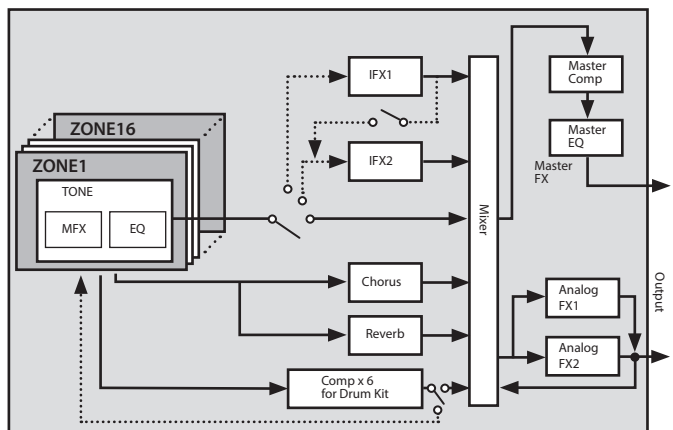 ZONE16
ZONE1
TONE
MFX
EQ
IFX1
IFX2
Chorus
Reverb
Comp x 6
for Drum Kit
Mixer
Master
Comp
Master
EQ
Master
FX
Analog
FX1
Analog
FX2
Output